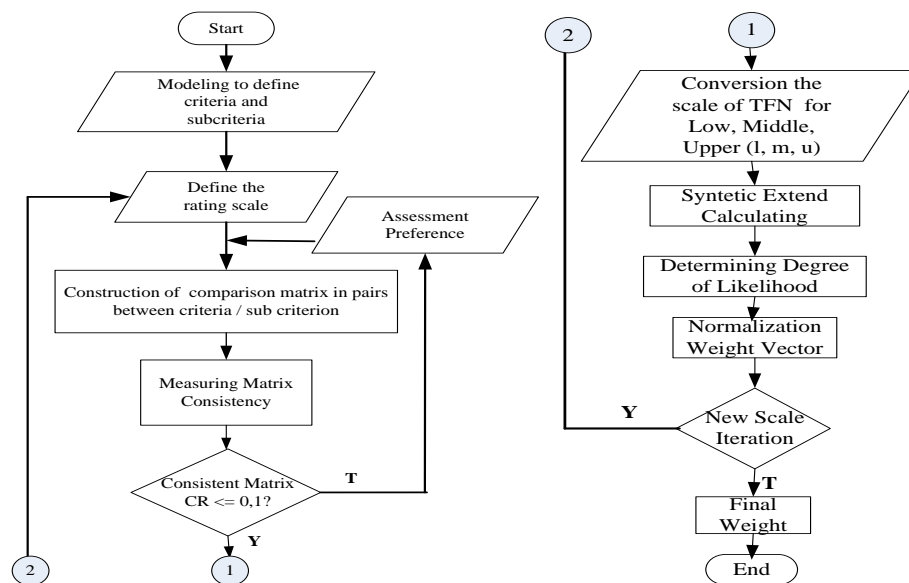 Start
Modeling to define
criteria and
subcriteria
Define the
rating scale
Assessment
Preference
Construction of comparison matrix in pairs
between criteria / sub criterion
Measuring Matrix
Consistency
Consistent Matrix
CR <= 0,1?
T
Y
2
1
2
1
Conversion the
scale of TFN for
Low, Middle,
Upper (l, m, u)
Syntetic Extend
Calculating
Determining Degree
of Likelihood
Normalization
Weight Vector
New Scale
Iteration
Y
T
Final
Weight
End